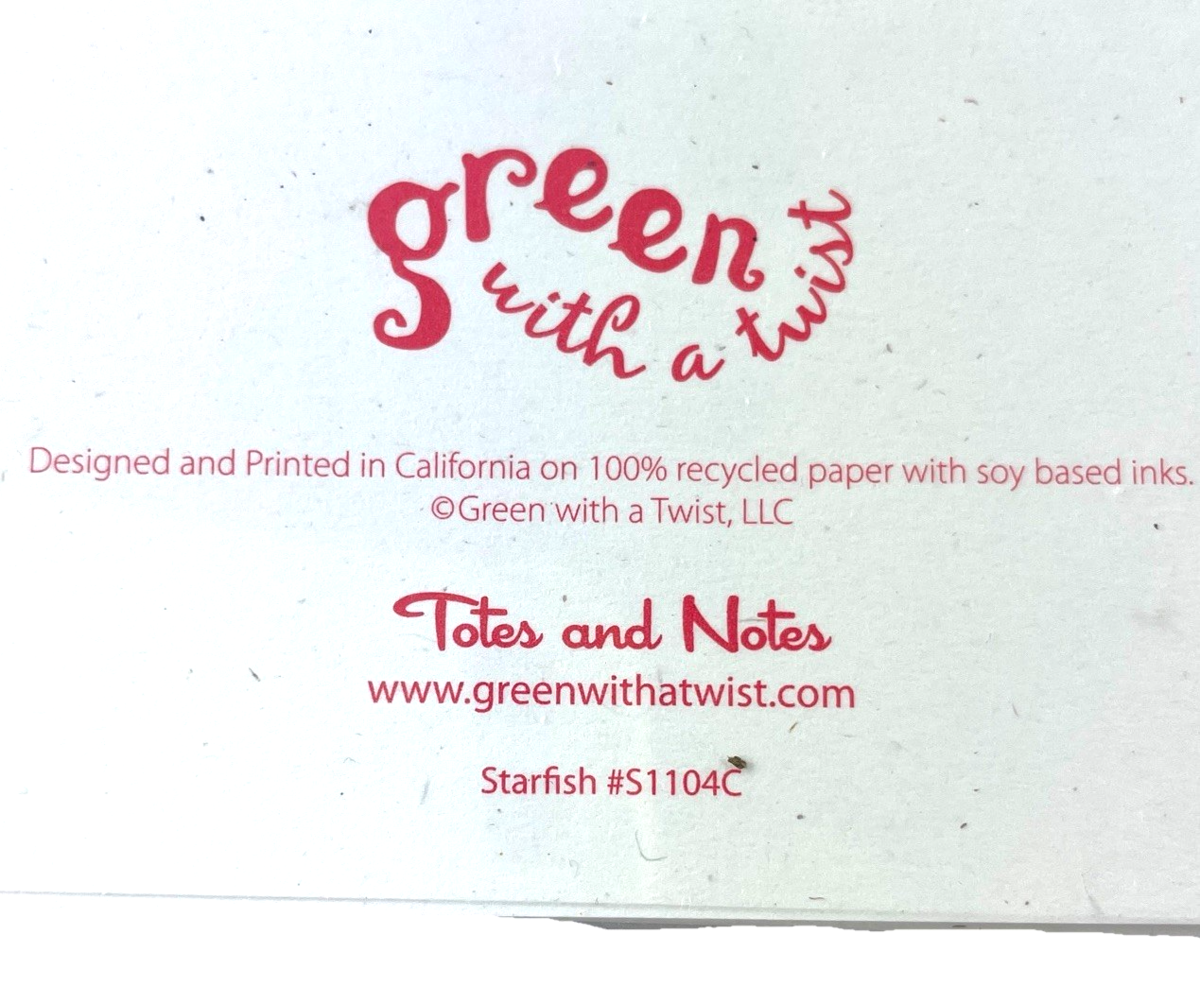 green
with a twist
Designed and Printed in California on 100% recycled paper with soy based inks.
©Green with a Twist, LLC
Totes and Notes
www.greenwithatwist.com
Starfish #S1104C